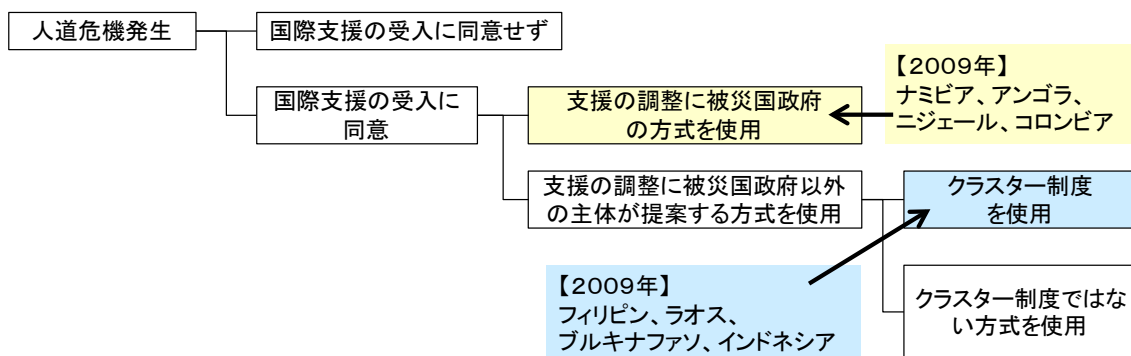 人道危機発生
国際支援の受入に同意せず
国際支援の受入に
同意
支援の調整に被災国政府
の方式を使用
【2009年】
ナミビア、アンゴラ、
ニジェール、コロンビア
支援の調整に被災国政府以外
の主体が提案する方式を使用
クラスター制度
を使用
【2009年】
フィリピン、ラオス、
ブルキナファソ、インドネシア
クラスター制度ではな
い方式を使用